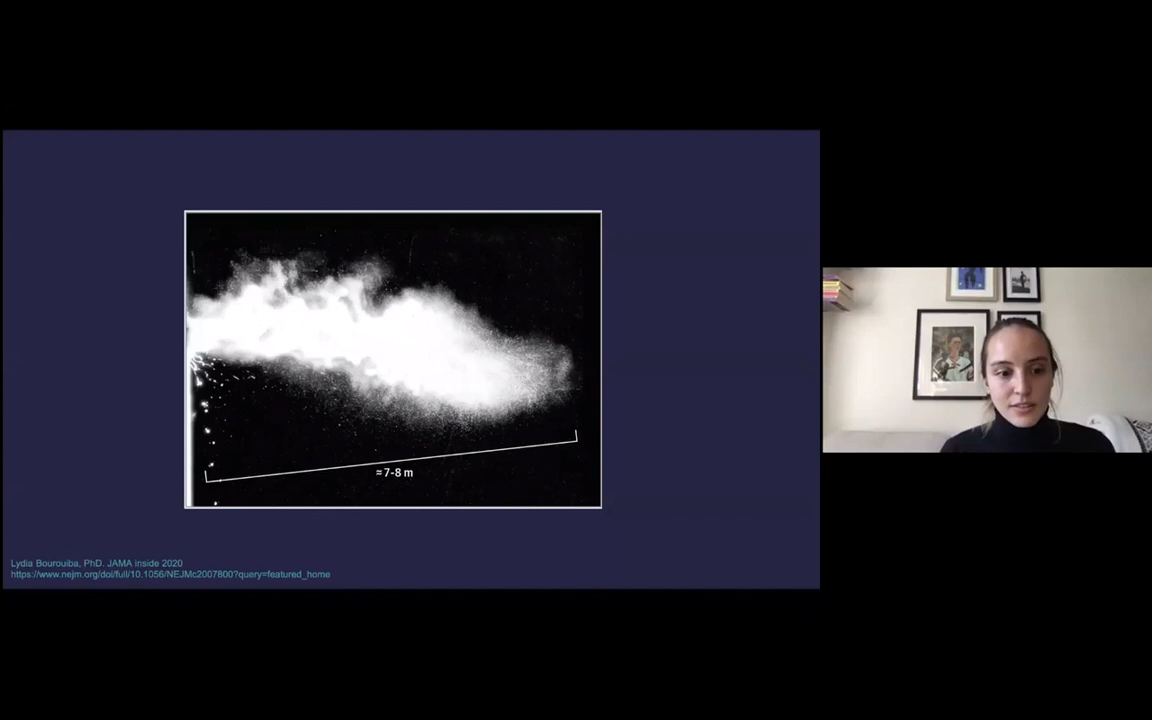 ≈7-8 m
Lydia Bourouiba, PhD. JAMA inside 2020
https://www.nejm.org/doi/full/10.1056/NEJMc2007800?query=featured_home